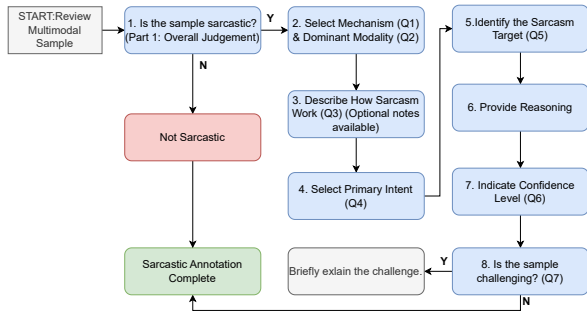 START:Review
Multimodal
Sample
1. Is the sample sarcastic?
(Part 1: Overall Judgement)
Y
N
Not Sarcastic
Sarcastic Annotation
Complete
2. Select Mechanism (Q1)
& Dominant Modality
(Q2)
3. Describe How Sarcasm
Work (Q3) (Optional notes
available)
4. Select Primary Intent
(Q4)
5.Identify the Sarcasm
Target (Q5)
6. Provide Reasoning
7. Indicate Confidence
Level (Q6)
8. Is the sample
challenging? (Q7)
Y
Briefly exlain the challenge.
N